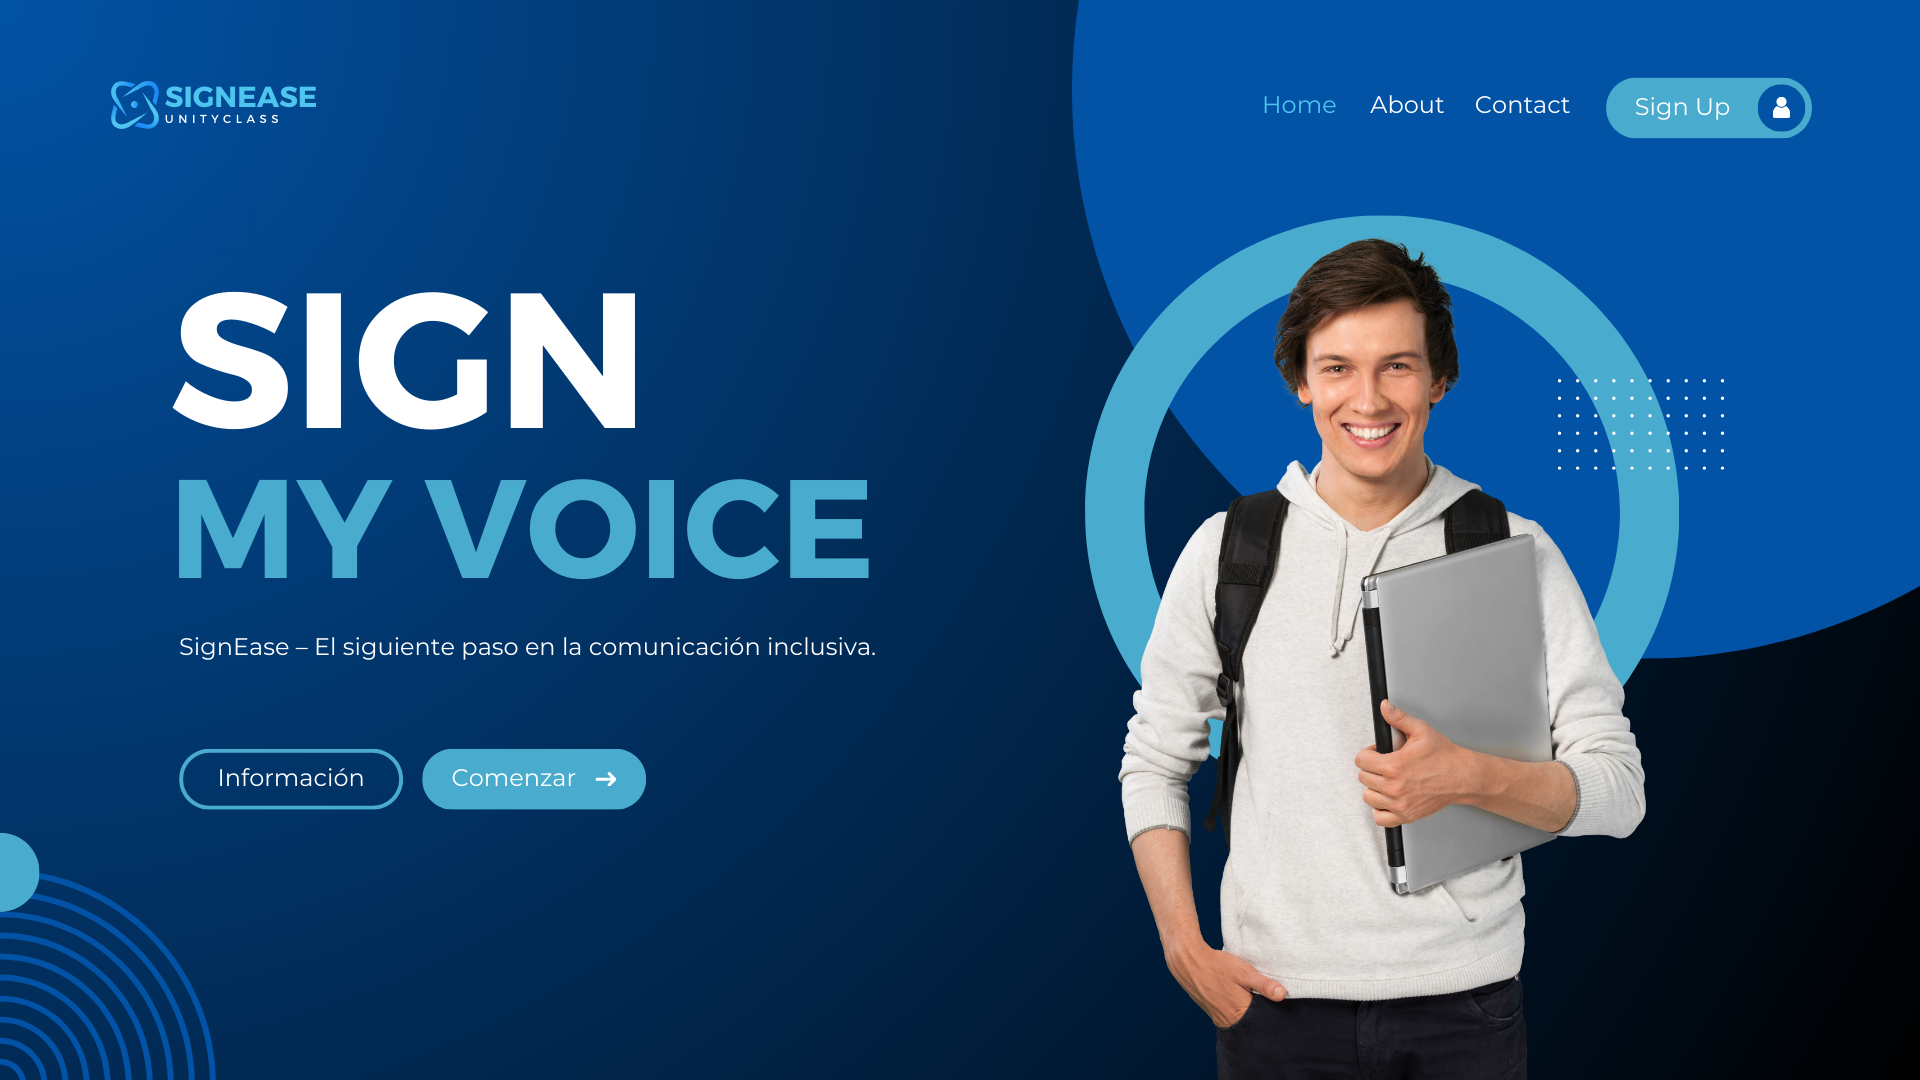 SIGNEASE
UNITYCLASS
Home About Contact Sign Up
SIGN
MY VOICE
SignEase – El siguiente paso en la comunicación inclusiva.
Información Comenzar